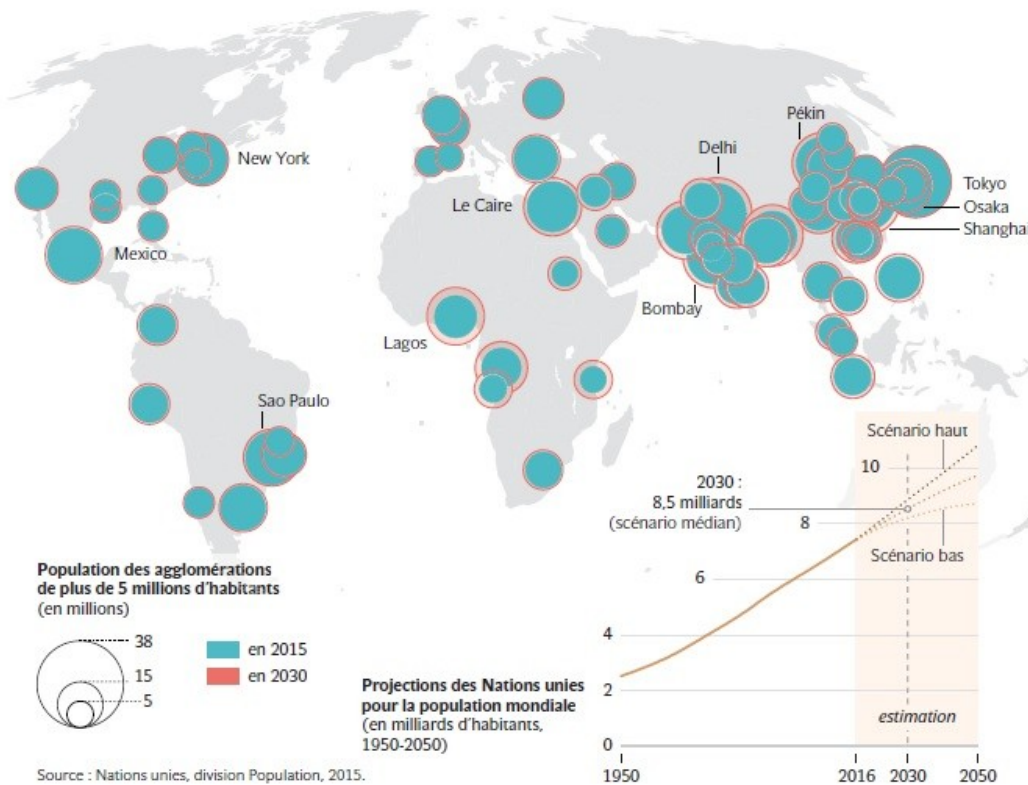 New York
Mexico
Sao Paulo
Lagos
Le Caire
Delhi
Bombay
Pékin
Tokyo
Osaka
Shanghai
Population des agglomérations
de plus de 5 millions d'habitants
(en millions)
38
15
5
en 2015
en 2030
Projections des Nations unies
pour la population mondiale
(en milliards d'habitants,
1950-2050)
Scénario haut
10
2030 :
8,5 milliards
(scénario médian)
8
Scénario bas
6
4
2
estimation
0
1950
2016
2030
2050
Source : Nations unies, division Population, 2015.